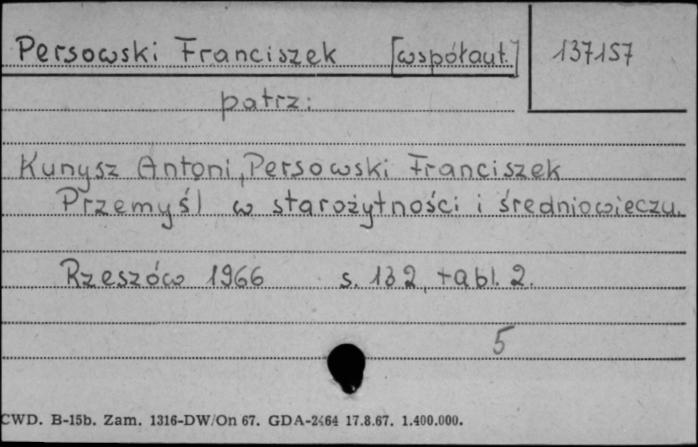 Persowski Franciszek [współaut.] 137157
patrz:
Kunysz Antoni, Persowski Franciszek
Przemyśl w starożytności i średniowieczu.
Rzeszów 1966 s. 132, tabl. 2.
5
CWD. B-15b. Zam. 1316-DW/On 67. GDA-2464 17.8.67. 1.400.000.